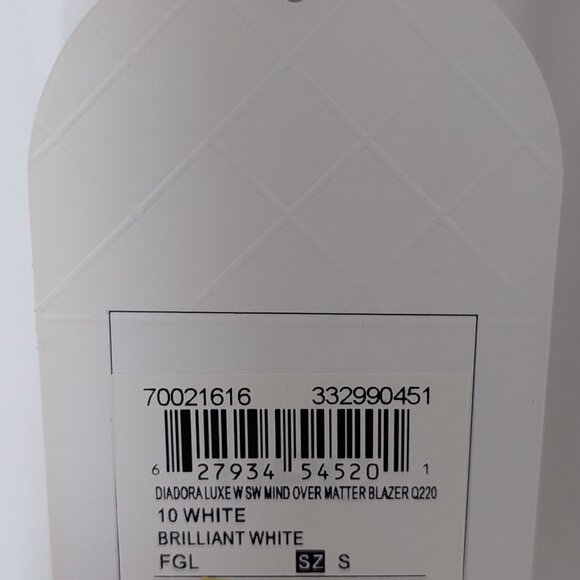 70021616 332990451
6 27934 54520 1
DIADORA LUXE W SW MIND OVER MATTER BLAZER Q220
10 WHITE
BRILLIANT WHITE
FGL SZ S